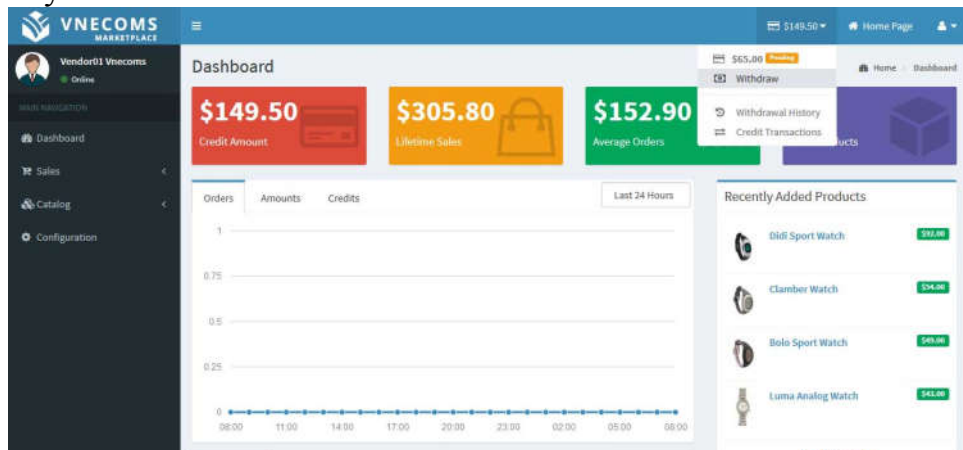 VNECOMS
MARKETPLACE
$149.50
Home Page
Vendor01 Vnecoms
Online
Dashboard
$65.00 Pending
Withdraw
Home
Dashboard
MAIN NAVIGATION
Withdrawal History
Credit Transactions
$149.50
Credit Amount
$305.80
Lifetime Sales
$152.90
Average Orders
Dashboard
Sales
Catalog
Configuration
Orders
Amounts
Credits
Last 24 Hours
Recently Added Products
1
0.75
0.5
0.25
0
08:00 11:00 14:00 17:00 20:00 23:00 02:00 05:00 08:00
Didi Sport Watch
$92.00
Clamber Watch
$54.00
Bolo Sport Watch
$49.00
Luma Analog Watch
$43.00